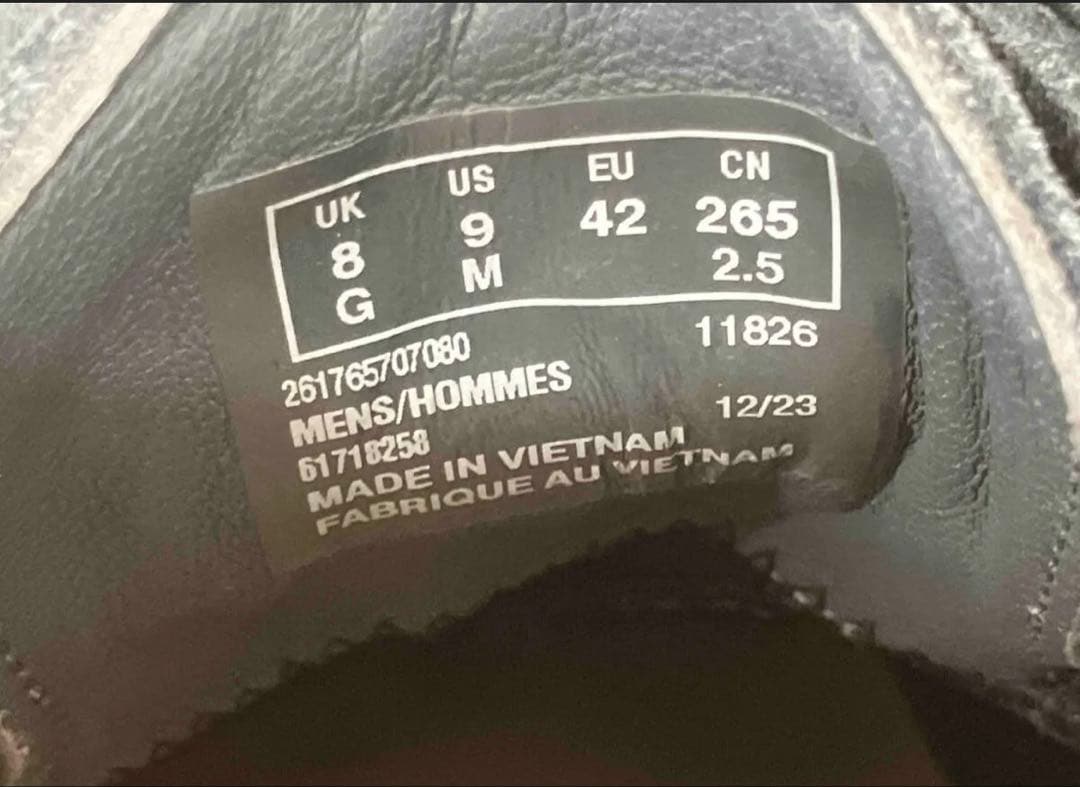 UK US EU CN
8 9 42 265
G M 2.5
261765707080 11826
MENS/HOMMES
61718258 12/23
MADE IN VIETNAM
FABRIQUE AU VIETNAM